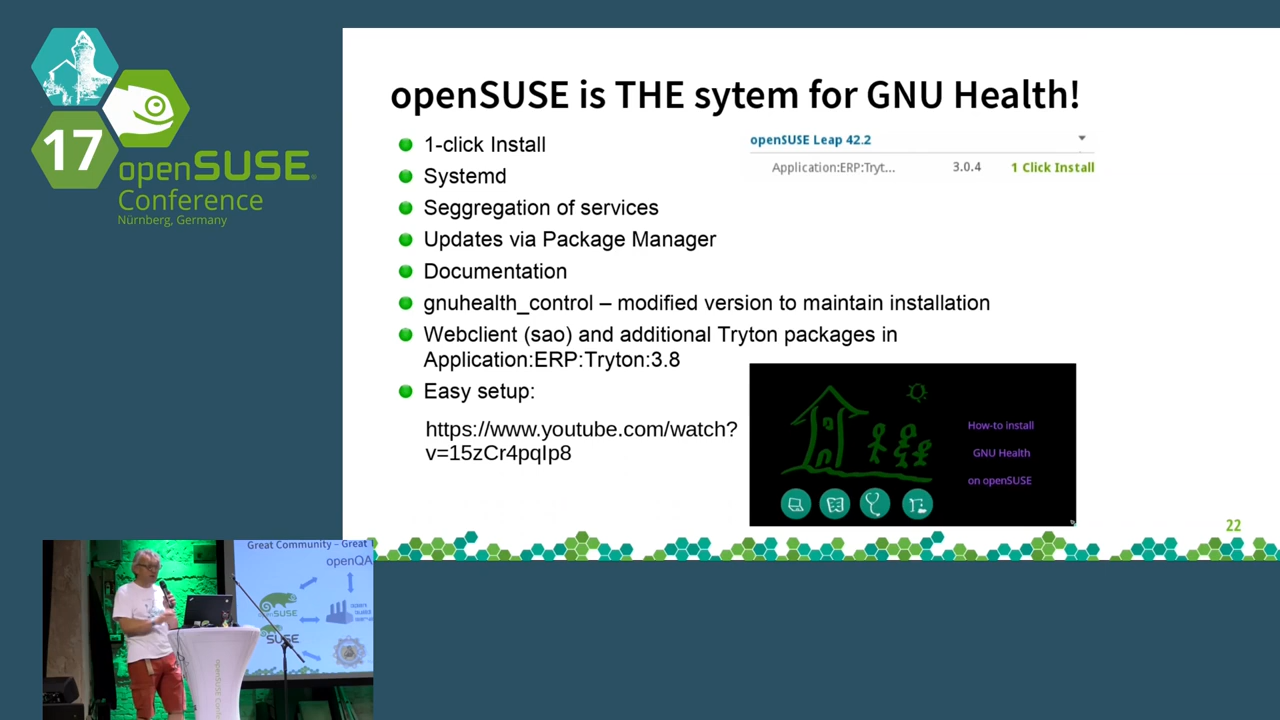 17
openSUSE
Conference
Nürnberg, Germany
openSUSE is THE sytem for GNU Health!
1-click Install
Systemd
Seggregation of services
Updates via Package Manager
Documentation
gnuhealth_control – modified version to maintain installation
Webclient (sao) and additional Tryton packages in
Application:ERP:Tryton:3.8
Easy setup:
https://www.youtube.com/watch?
v=15zCr4pqIp8
openSUSE Leap 42.2
Application:ERP:Tryt... 3.0.4 1 Click Install
How-to install
GNU Health
on openSUSE
22
Great Community – Great T
openQA
openSUSE
SUSE
openSUSE Conf